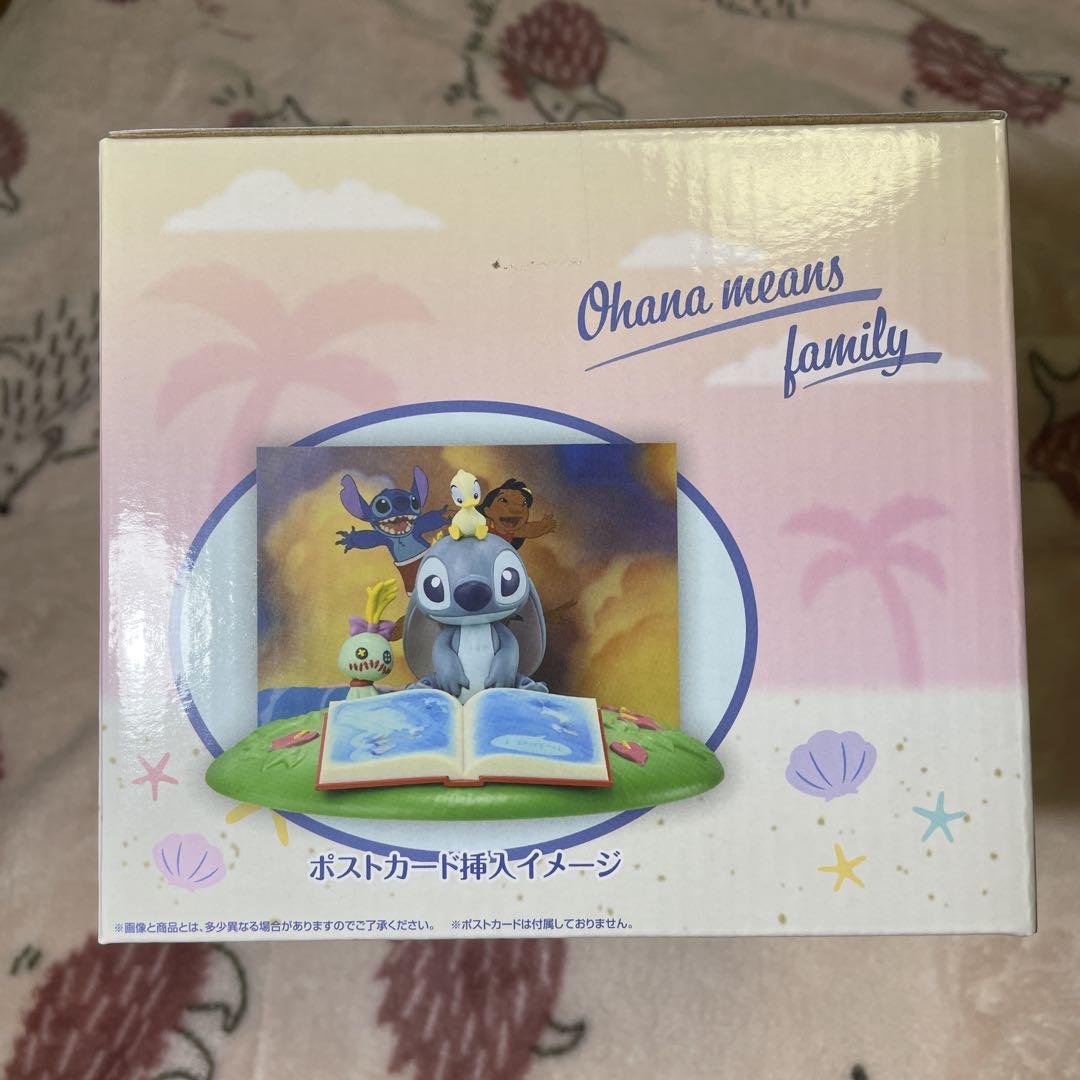 Ohana means
family
ポストカード挿入イメージ
※画像と商品とは、多少異なる場合がありますのでご了承ください。 ※ポストカードは付属しておりません。